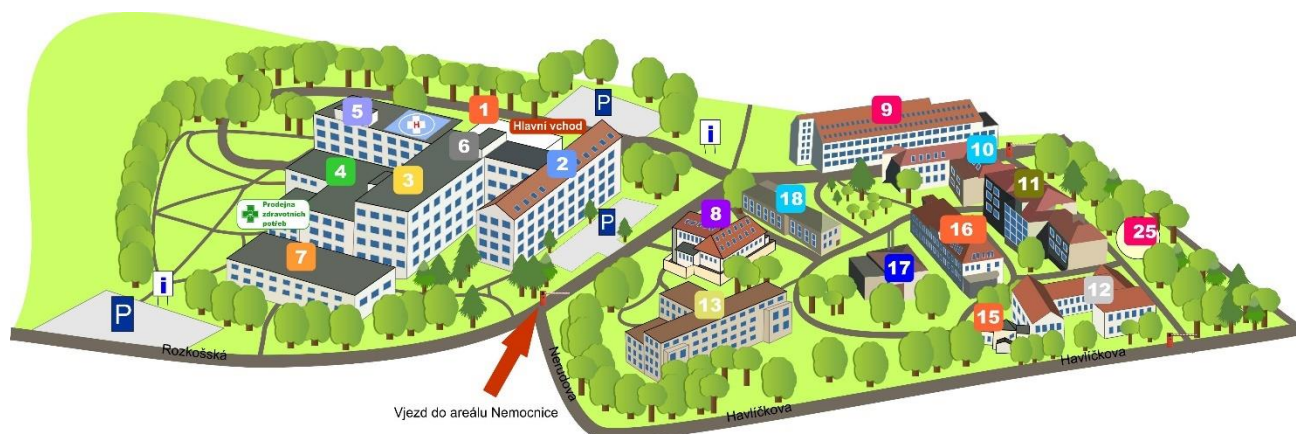 P
9
5
H
1
Hlavní vchod
i
6
10
2
4
3
11
18
8
Prodejna
zdravotních
potřeb
P
16
25
7
17
i
12
13
P
15
Rozkošská
Nerudova
Havlíčkova
Vjezd do areálu Nemocnice
Havlíčkova